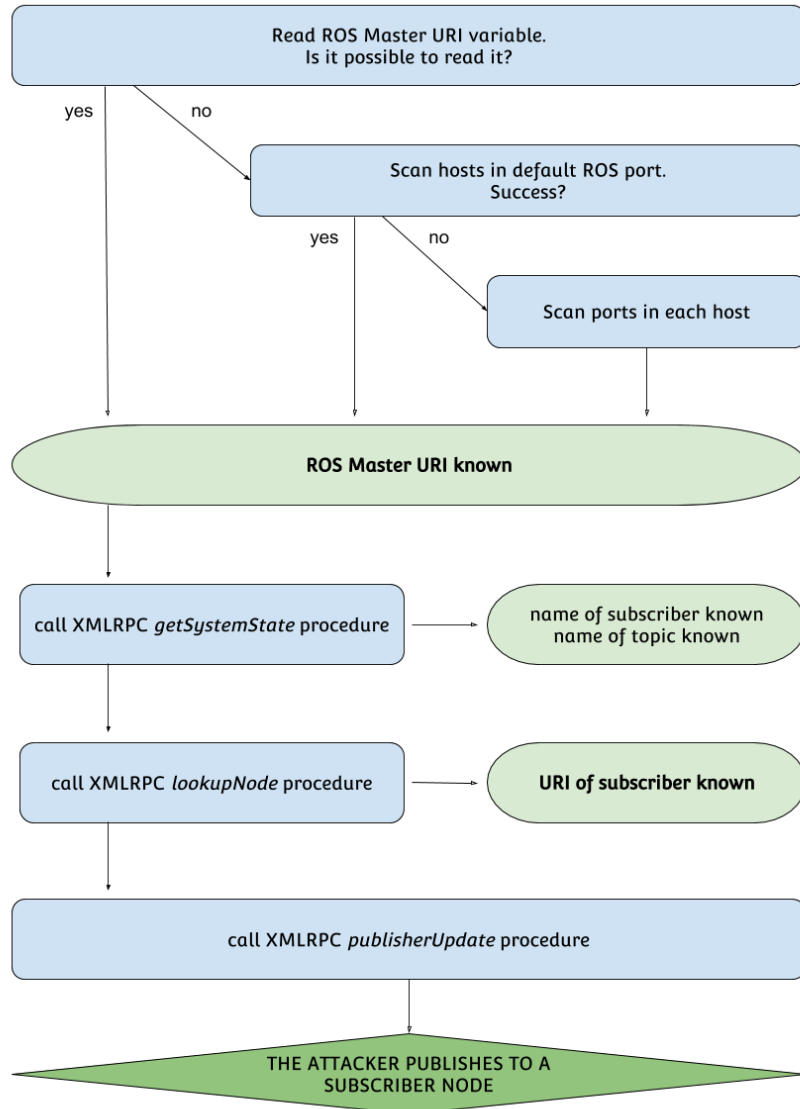 Read ROS Master URI variable.
Is it possible to read it?
yes
no
Scan hosts in default ROS port.
Success?
yes
no
Scan ports in each host
ROS Master URI known
call XMLRPC getSystemState procedure
name of subscriber known
name of topic known
call XMLRPC lookupNode procedure
URI of subscriber known
call XMLRPC publisherUpdate procedure
THE ATTACKER PUBLISHES TO A
SUBSCRIBER NODE